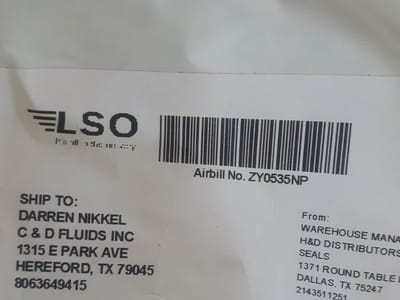 LSO
Airbill No. ZY0535NP
SHIP TO:
DARREN NIKKEL
C & D FLUIDS INC
1315 E PARK AVE
HEREFORD, TX 79045
8063649415
From:
WAREHOUSE MANA
H&D DISTRIBUTORS
SEALS
1371 ROUND TABLE
DALLAS, TX 75247
2143511251